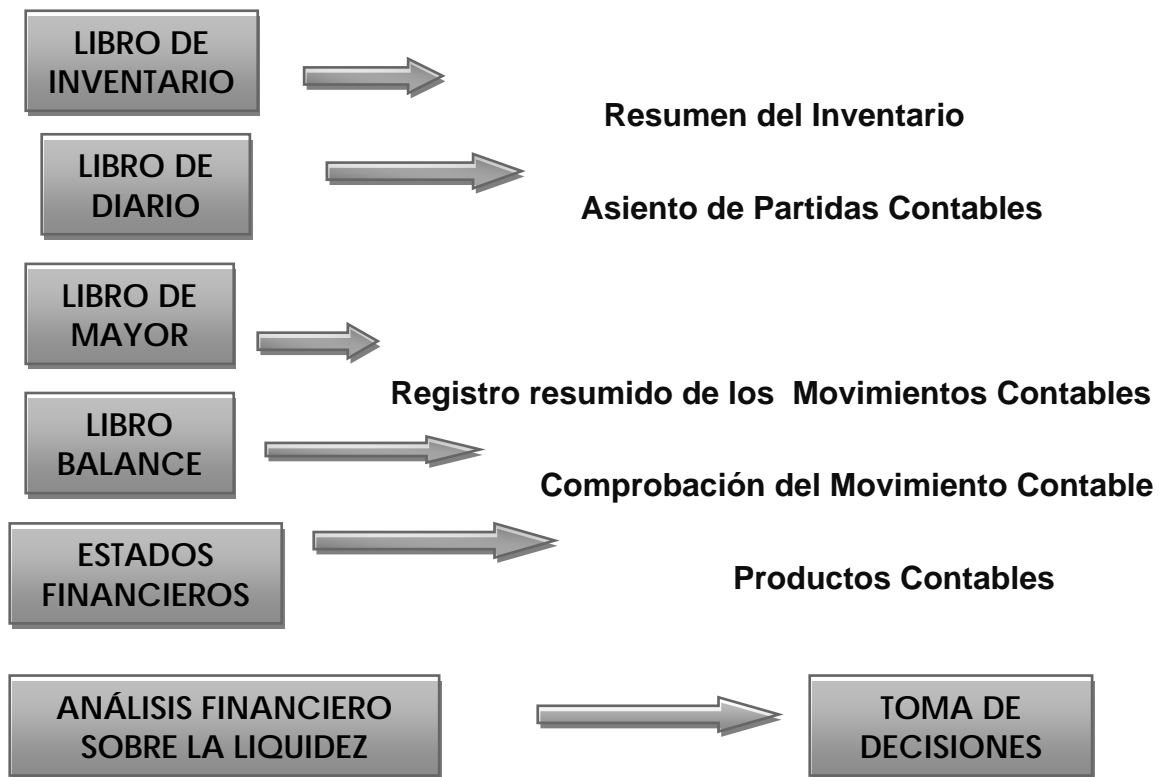 LIBRO DE
INVENTARIO
Resumen del Inventario
LIBRO DE
DIARIO
Asiento de Partidas Contables
LIBRO DE
MAYOR
Registro resumido de los  Movimientos Contables
LIBRO
BALANCE
Comprobación del Movimiento Contable
ESTADOS
FINANCIEROS
Productos Contables
ANÁLISIS FINANCIERO
SOBRE LA LIQUIDEZ
TOMA DE
DECISIONES